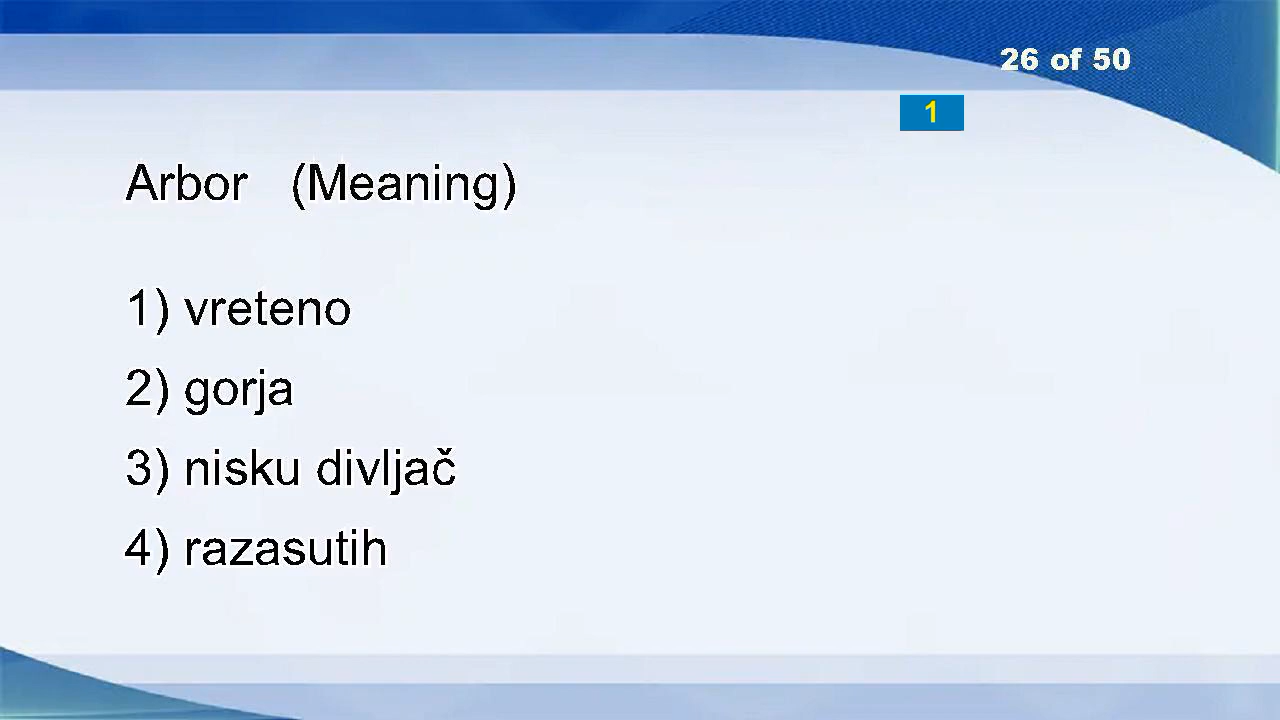 26 of 50
1
Arbor (Meaning)
1) vreteno
2) gorja
3) nisku divljač
4) razasutih